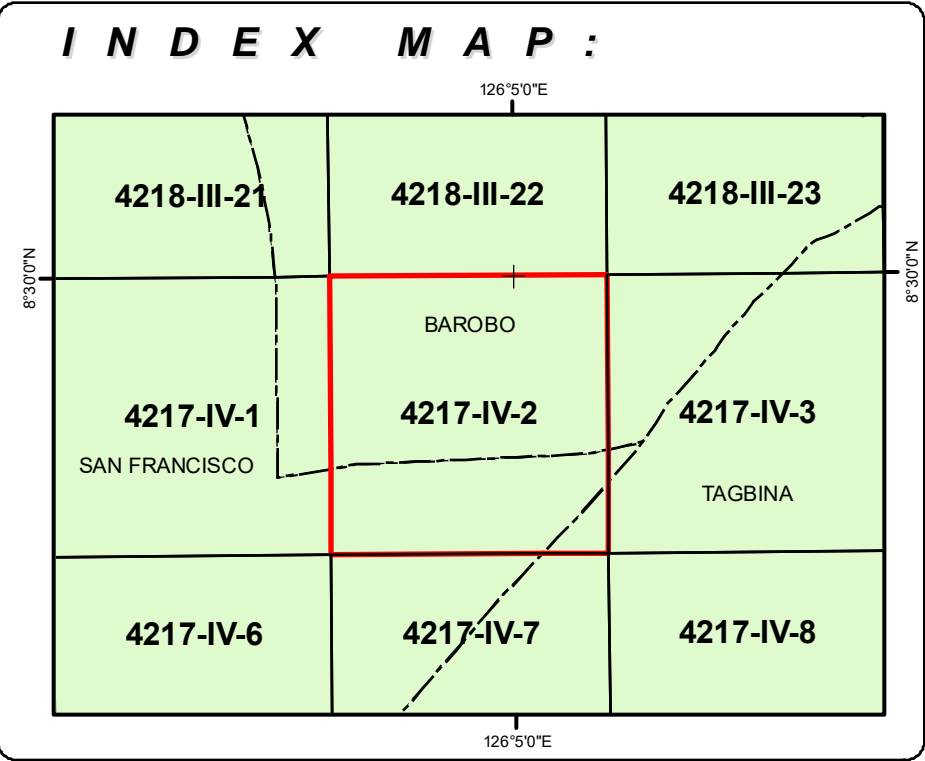 INDEX MAP:
126°5'0"E
4218-III-21 4218-III-22 4218-III-23
8°30'0"N 8°30'0"N
BAROBO
4217-IV-1 4217-IV-2 4217-IV-3
SAN FRANCISCO
TAGBINA
4217-IV-6 4217-IV-7 4217-IV-8
126°5'0"E